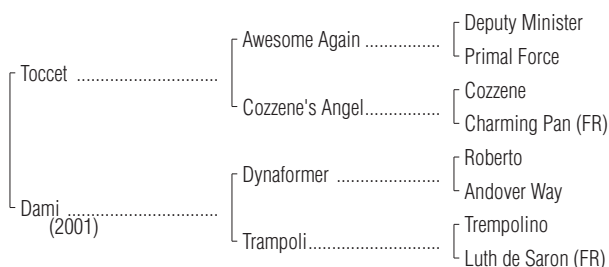 Deputy Minister
Awesome Again ................
Primal Force
Toccet ..............................
Cozzene
Cozzene's Angel................
Charming Pan (FR)
Roberto
Dynaformer ......................
Andover Way
Dami ................................
(2001)
Trempolino
Trampoli............................
Luth de Saron (FR)